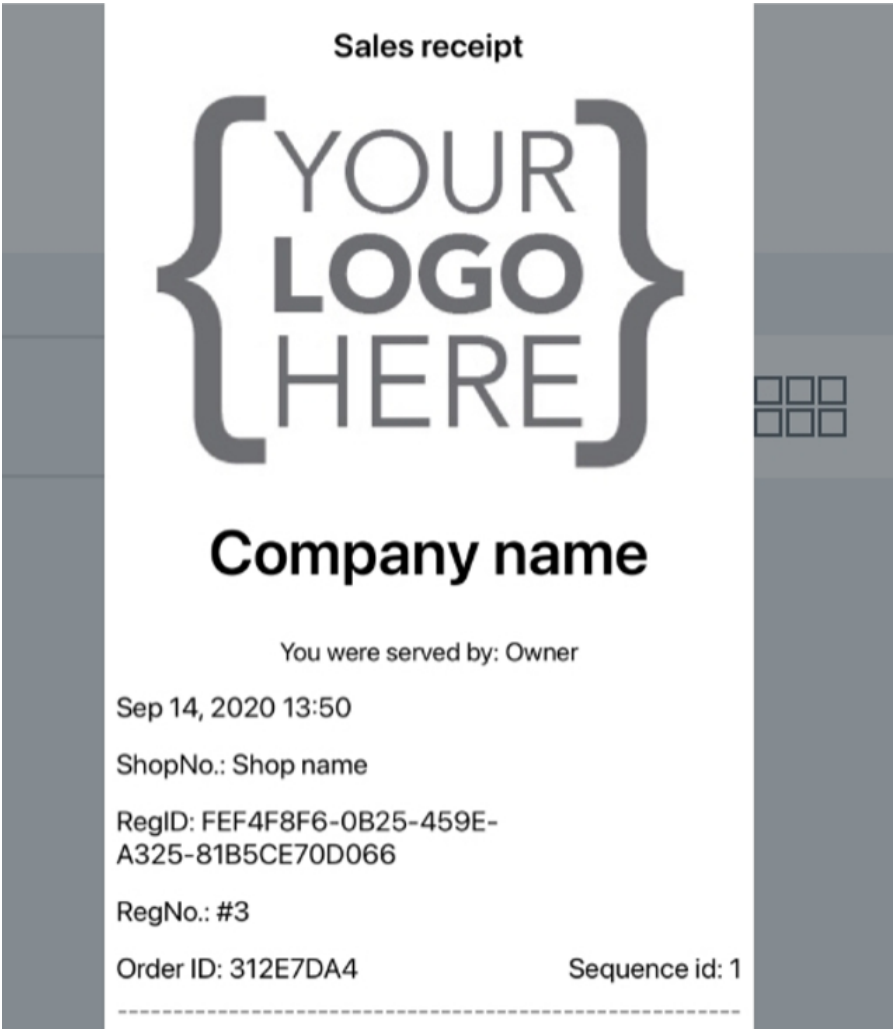 Sales receipt
YOUR
LOGO
HERE
Company name
You were served by: Owner
Sep 14, 2020 13:50
ShopNo.: Shop name
RegID: FEF4F8F6-0B25-459E-
A325-81B5CE70D066
RegNo.: #3
Order ID: 312E7DA4 Sequence id: 1